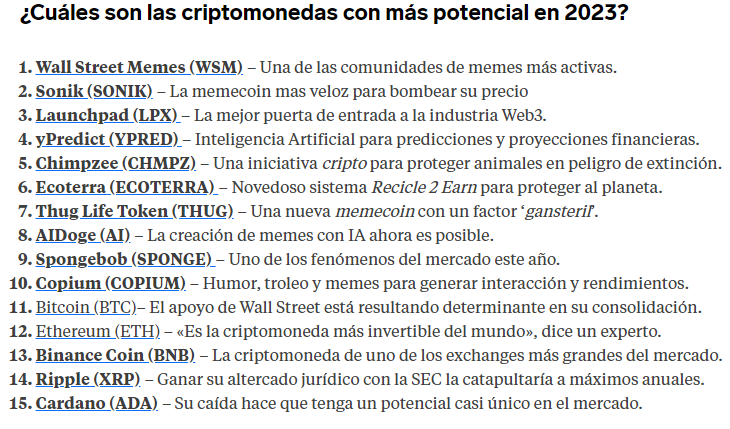 ¿Cuáles son las criptomonedas con más potencial en 2023?
1. Wall Street Memes (WSM) – Una de las comunidades de memes más activas.
2. Sonik (SONIK) – La memecoin mas veloz para bombear su precio
3. Launchpad (LPX) – La mejor puerta de entrada a la industria Web3.
4. yPredict (YPRED) – Inteligencia Artificial para predicciones y proyecciones financieras.
5. Chimpzee (CHMPZ) – Una iniciativa cripto para proteger animales en peligro de extinción.
6. Ecoterra (ECOTERRA) – Novedoso sistema Recicle 2 Earn para proteger al planeta.
7. Thug Life Token (THUG) – Una nueva memecoin con un factor ‘gansteril’.
8. AIDoge (AI) – La creación de memes con IA ahora es posible.
9. Spongebob (SPONGE) – Uno de los fenómenos del mercado este año.
10. Copium (COPIUM) – Humor, troleo y memes para generar interacción y rendimientos.
11. Bitcoin (BTC)– El apoyo de Wall Street está resultando determinante en su consolidación.
12. Ethereum (ETH) – «Es la criptomoneda más invertible del mundo», dice un experto.
13. Binance Coin (BNB) – La criptomoneda de uno de los exchanges más grandes del mercado.
14. Ripple (XRP) – Ganar su altercado jurídico con la SEC la catapultaría a máximos anuales.
15. Cardano (ADA) – Su caída hace que tenga un potencial casi único en el mercado.